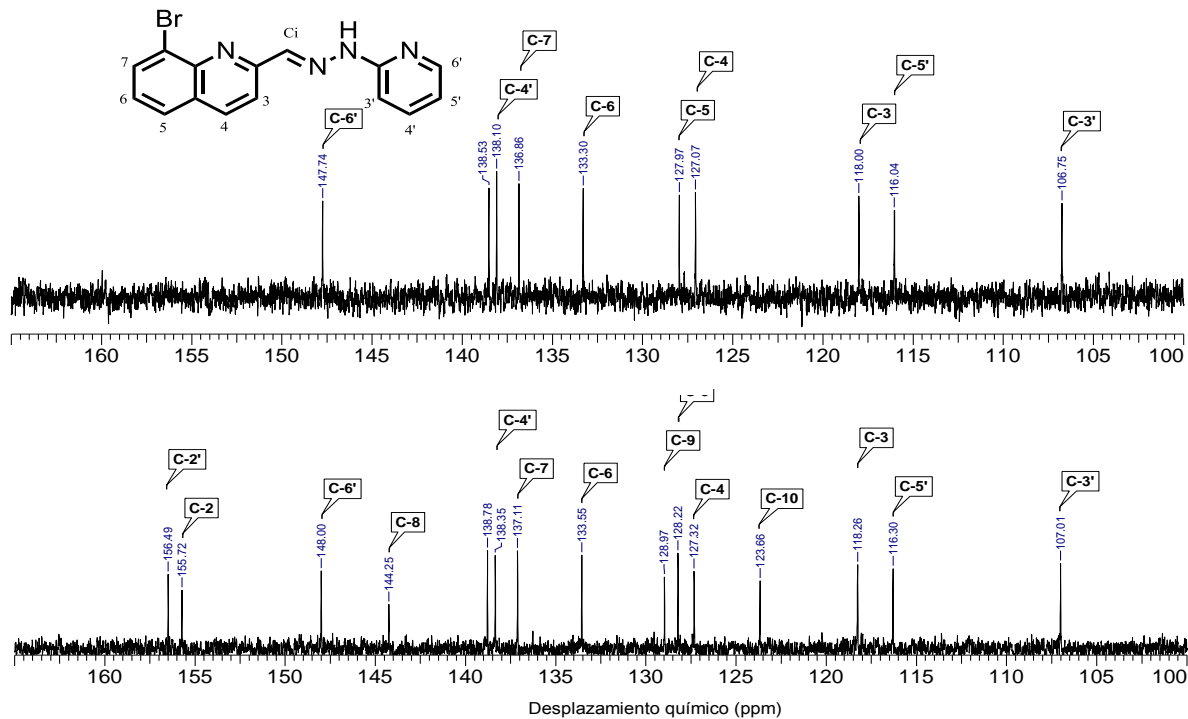 Br
N
Ci
N
H
N
N
7
6
5
4
3
3'
4'
5'
6'
C-6'
C-4'
C-7
C-6
C-5
C-4
C-3
C-5'
C-3'
147.74
138.53
138.10
136.86
133.30
127.97
127.07
118.00
116.04
106.75
160 155 150 145 140 135 130 125 120 115 110 105 100
C-2'
C-2
C-6'
C-8
C-4'
C-7
C-6
C-9
C-4
C-10
C-3
C-5'
C-3'
156.49
155.72
148.00
144.25
138.78
138.35
137.11
133.55
128.97
128.22
127.32
123.66
118.26
116.30
107.01
160 155 150 145 140 135 130 125 120 115 110 105 100
Desplazamiento químico (ppm)